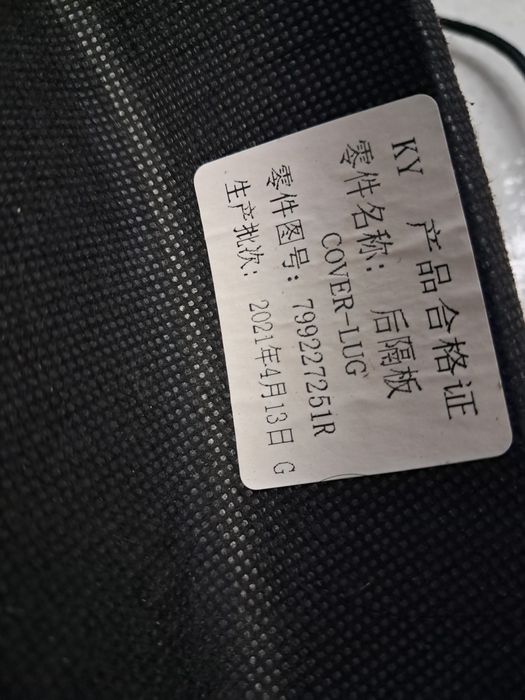 KY 产品合格证
零件名称：后隔板
COVER-LUG
零件图号：799227251R
生产批次：2021年4月13日 G